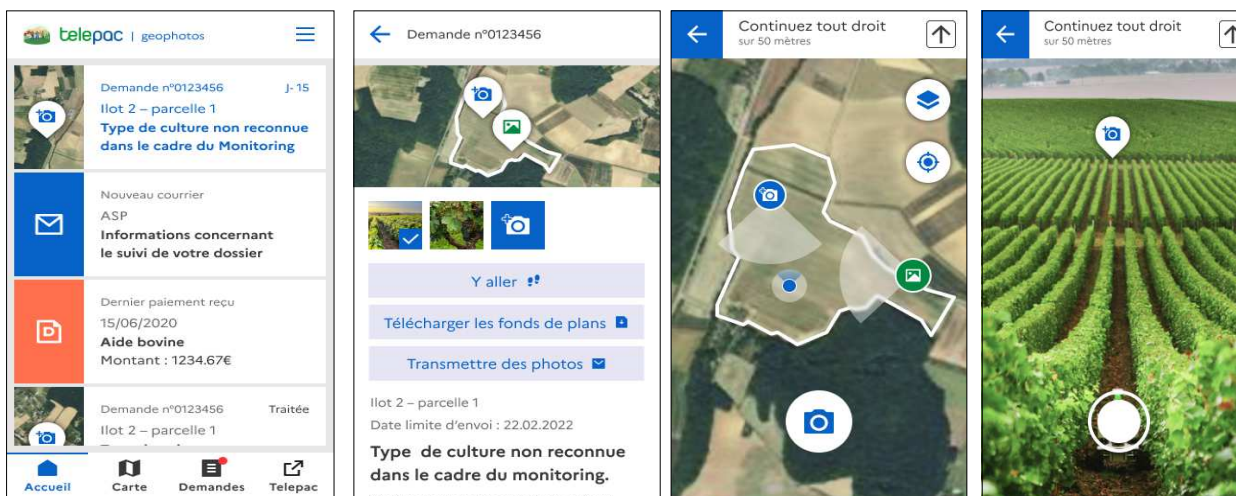 telepac | geophotos
Demande n°0123456 J-15
Ilot 2 – parcelle 1
Type de culture non reconnue
dans le cadre du Monitoring
Nouveau courrier
ASP
Informations concernant
le suivi de votre dossier
Dernier paiement reçu
15/06/2020
Aide bovine
Montant : 1234.67€
Demande n°0123456 Traitée
Ilot 2 – parcelle 1
Accueil Carte Demandes Telepac
Demande n°0123456
Y aller
Télécharger les fonds de plans
Transmettre des photos
Ilot 2 – parcelle 1
Date limite d'envoi : 22.02.2022
Type de culture non reconnue
dans le cadre du monitoring.
Continuez tout droit
sur 50 mètres
Continuez tout droit
sur 50 mètres